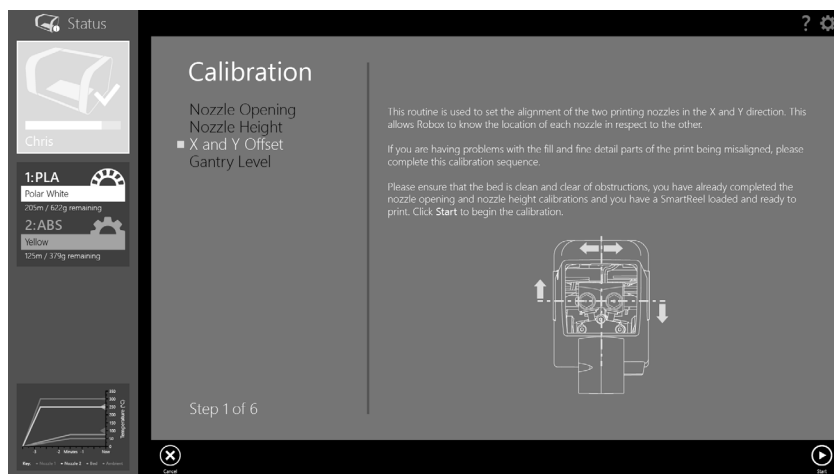 Status
?
Chris
1:PLA
Polar White
205m / 622g remaining
2:ABS
Yellow
125m / 379g remaining
Calibration
Nozzle Opening
Nozzle Height
X and Y Offset
Gantry Level
Step 1 of 6
This routine is used to set the alignment of the two printing nozzles in the X and Y direction. This
allows Robox to know the location of each nozzle in respect to the other.
If you are having problems with the fill and fine detail parts of the print being misaligned, please
complete this calibration sequence.
Please ensure that the bed is clean and clear of obstructions, you have already completed the
nozzle opening and nozzle height calibrations and you have a SmartReel loaded and ready to
print. Click Start to begin the calibration.
Temperature (°C)
Minutes
Now
Cancel
Start